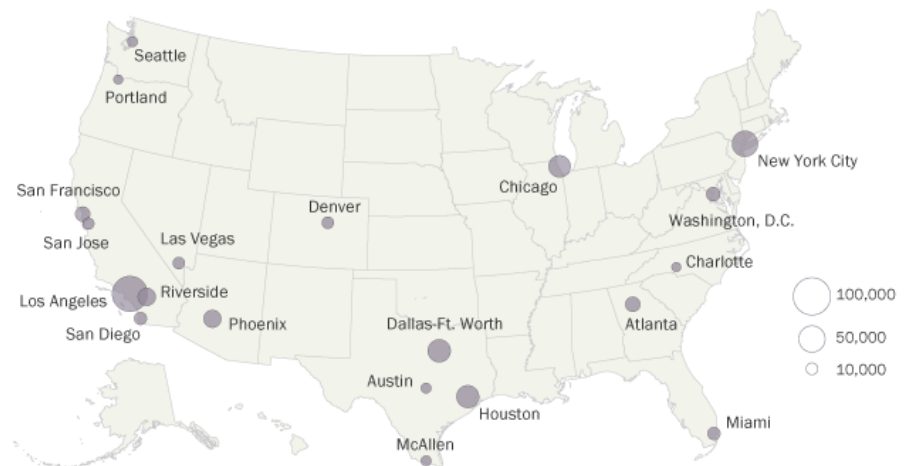 Seattle
Portland
New York City
Chicago
San Francisco
Denver
Washington, D.C.
San Jose
Las Vegas
Charlotte
Los Angeles
Riverside
100,000
San Diego
Phoenix
Dallas-Ft. Worth
Atlanta
50,000
10,000
Austin
Houston
Miami
McAllen